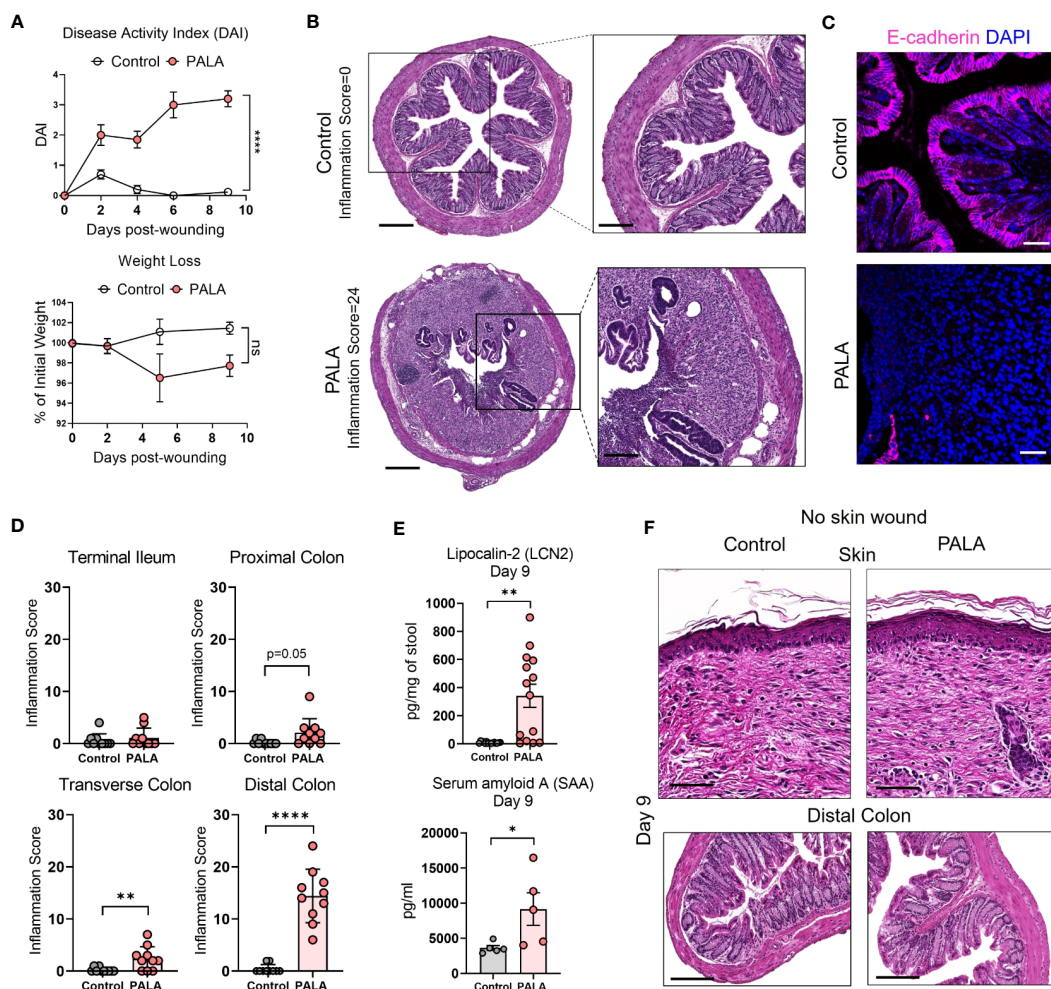 A
Disease Activity Index (DAI)
Control PALA
DAI
4
3
2
1
0
0 2 4 6 8 10
****
Days post-wounding
Weight Loss
Control PALA
% of Initial Weight
104
102
100
98
96
94
92
0 2 4 6 8 10
ns
Days post-wounding
B
Control
Inflammation Score=0
PALA
Inflammation Score=24
C
E-cadherin DAPI
Control
PALA
D
Terminal Ileum
Inflammation Score
30
20
10
0
Control PALA
Proximal Colon
Inflammation Score
30
20
10
0
p=0.05
Control PALA
Transverse Colon
Inflammation Score
30
20
10
0
**
Control PALA
Distal Colon
Inflammation Score
30
20
10
0
****
Control PALA
E
Lipocalin-2 (LCN2)
Day 9
pg/mg of stool
1000
800
600
400
200
0
**
Control PALA
Serum amyloid A (SAA)
Day 9
pg/ml
20000
15000
10000
5000
0
*
Control PALA
F
No skin wound
Control PALA
Skin
Day 9
Distal Colon